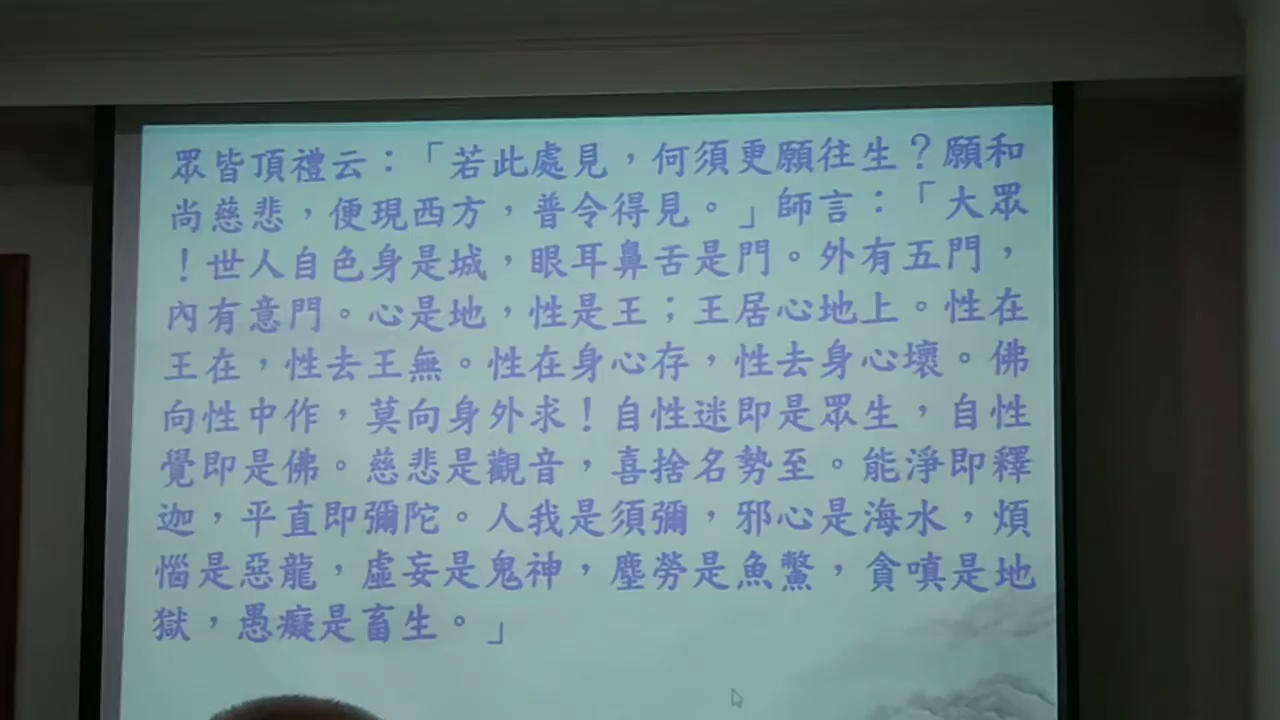 眾皆頂禮云：「若此處見，何須更願往生？願和
尚慈悲，便現西方，普令得見。」師言：「大眾
！世人自色身是城，眼耳鼻舌是門。外有五門，
內有意門。心是地，性是王；王居心地上。性在
王在，性去王無。性在身心存，性去身心壞。佛
向性中作，莫向身外求！自性迷即是眾生，自性
覺即是佛。慈悲是觀音，喜捨名勢至。能淨即釋
迦，平直即彌陀。人我是須彌，邪心是海水，煩
惱是惡龍，虛妄是鬼神，塵勞是魚鱉，貪嗔是地
獄，愚癡是畜生。」